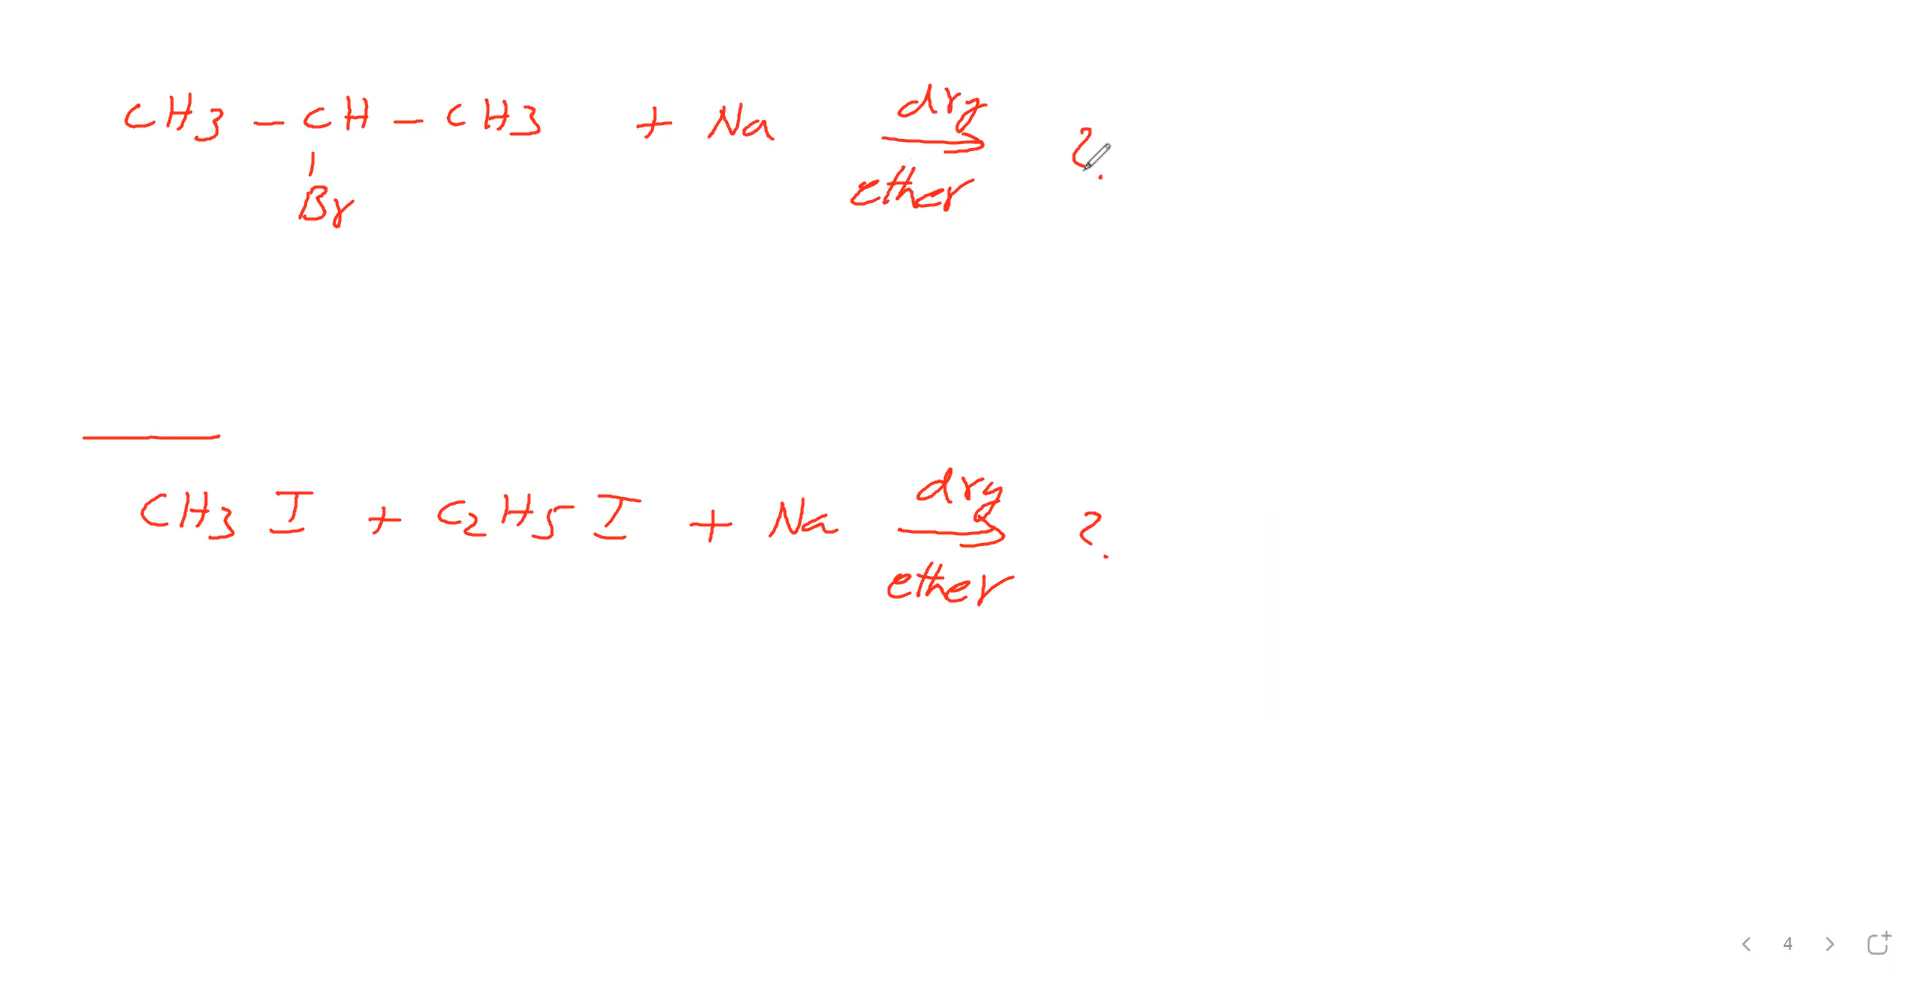 dry
CH3 - CH - CH3 + Na ?
Br
ether
dry
CH3 I + C2H5 I + Na ?
ether
4